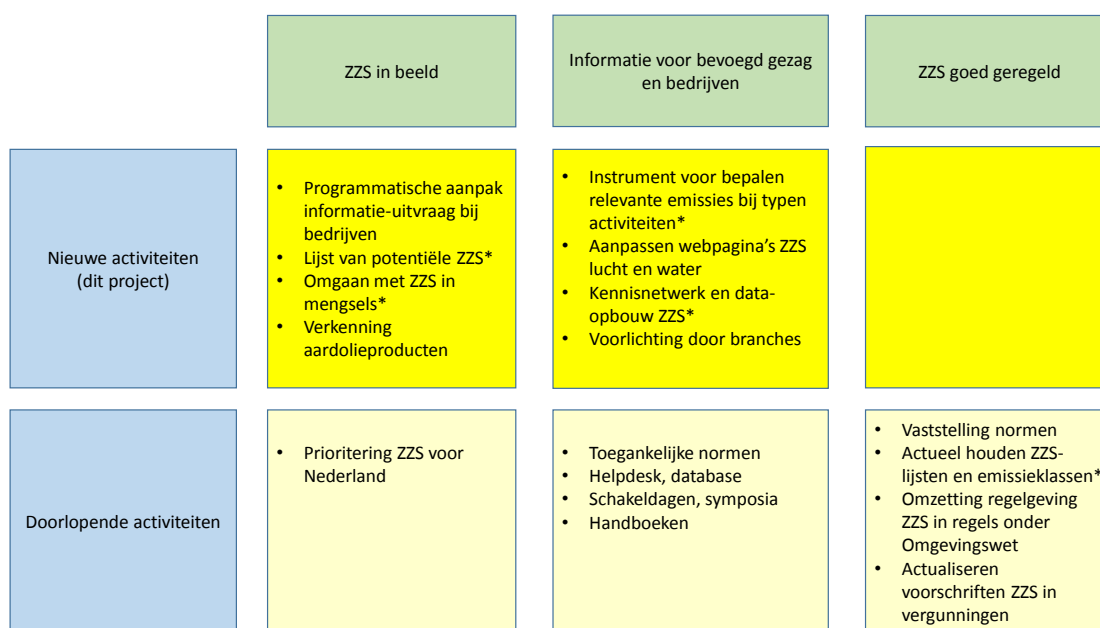 ZZS in beeld
Informatie voor bevoegd gezag
en bedrijven
ZZS goed geregeld
Nieuwe activiteiten
(dit project)
• Programmatische aanpak
informatie-uitvraag bij
bedrijven
• Lijst van potentiële ZZS*
• Omgaan met ZZS in
mengsels*
• Verkenning
aardolieproducten
• Instrument voor bepalen
relevante emissies bij typen
activiteiten*
• Aanpassen webpagina's ZZS
lucht en water
• Kennisnetwerk en data-
opbouw ZZS*
• Voorlichting door branches
Doorlopende activiteiten
• Prioritering ZZS voor
Nederland
• Toegankelijke normen
• Helpdesk, database
• Schakeldagen, symposia
• Handboeken
• Vaststelling normen
• Actueel houden ZZS-
lijsten en emissieklassen*
• Omzetting regelgeving
ZZS in regels onder
Omgevingswet
• Actualiseren
voorschriften ZZS in
vergunningen